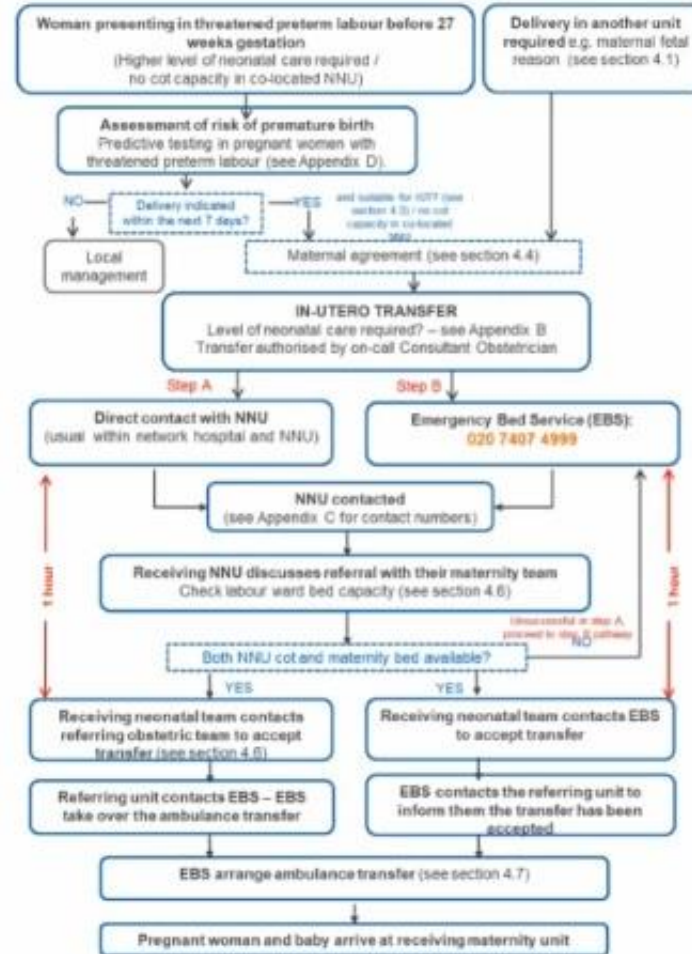 Woman presenting in threatened preterm labour before 27
weeks gestation
(Higher level of neonatal care required /
no cot capacity in co-located NNU)
Delivery in another unit
required e.g. maternal fetal
reason (see section 4.1)
Assessment of risk of premature birth
Predictive testing in pregnant women with
threatened preterm labour (see Appendix D).
NO
Delivery indicated
within the next 7 days?
YES
and suitable for IUT? (see
section 4.3) / no cot
capacity in co-located
Local
management
Maternal agreement (see section 4.4)
IN-UTERO TRANSFER
Level of neonatal care required? – see Appendix B
Transfer authorised by on-call Consultant Obstetrician
Step A
Step B
Direct contact with NNU
(usual within network hospital and NNU)
Emergency Bed Service (EBS):
020 7407 4999
NNU contacted
(see Appendix C for contact numbers)
1 hour
1 hour
Receiving NNU discusses referral with their maternity team
Check labour ward bed capacity (see section 4.6)
Unsuccessful in step A,
proceed to step B pathway
NO
Both NNU cot and maternity bed available?
YES
YES
Receiving neonatal team contacts
referring obstetric team to accept
transfer (see section 4.6)
Receiving neonatal team contacts EBS
to accept transfer
Referring unit contacts EBS – EBS
take over the ambulance transfer
EBS contacts the referring unit to
inform them the transfer has been
accepted
EBS arrange ambulance transfer (see section 4.7)
Pregnant woman and baby arrive at receiving maternity unit